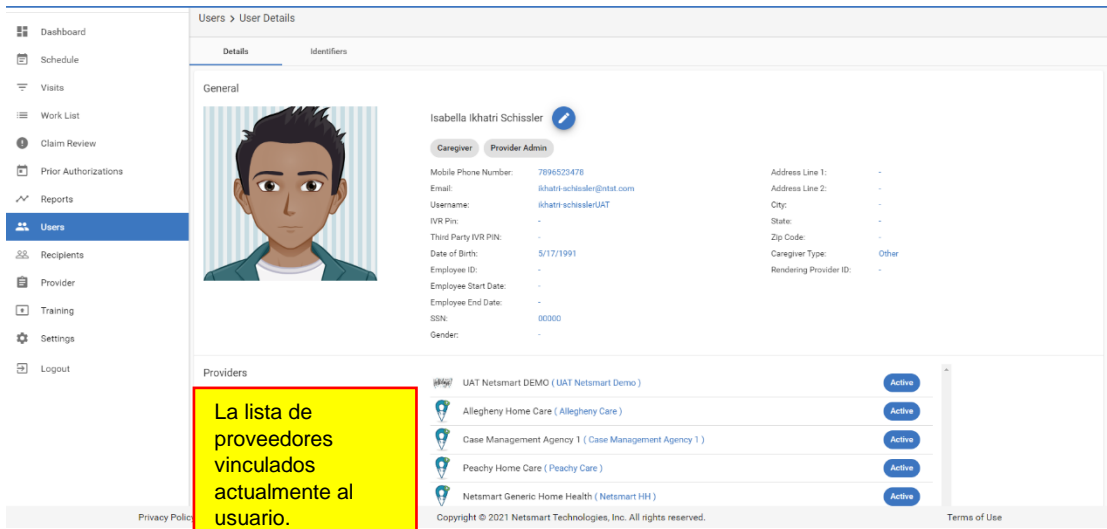 Users > User Details
Dashboard
Schedule
Visits
Work List
Claim Review
Prior Authorizations
Reports
Users
Recipients
Provider
Training
Settings
Logout
Details Identifiers
General
Isabella Ikhatri Schissler
Caregiver Provider Admin
Mobile Phone Number: 7896523478
Email: ikhatri-schissler@ntst.com
Username: ikhatri-schisslerUAT
IVR Pin: -
Third Party IVR PIN: -
Date of Birth: 5/17/1991
Employee ID: -
Employee Start Date: -
Employee End Date: -
SSN: 00000
Gender: -
Address Line 1: -
Address Line 2: -
City: -
State: -
Zip Code: -
Caregiver Type: Other
Rendering Provider ID: -
Providers
La lista de
proveedores
vinculados
actualmente al
usuario.
UAT Netsmart DEMO ( UAT Netsmart Demo ) Active
Allegheny Home Care ( Allegheny Care ) Active
Case Management Agency 1 ( Case Management Agency 1 ) Active
Peachy Home Care ( Peachy Care ) Active
Netsmart Generic Home Health ( Netsmart HH ) Active
Privacy Polic Copyright © 2021 Netsmart Technologies, Inc. All rights reserved. Terms of Use